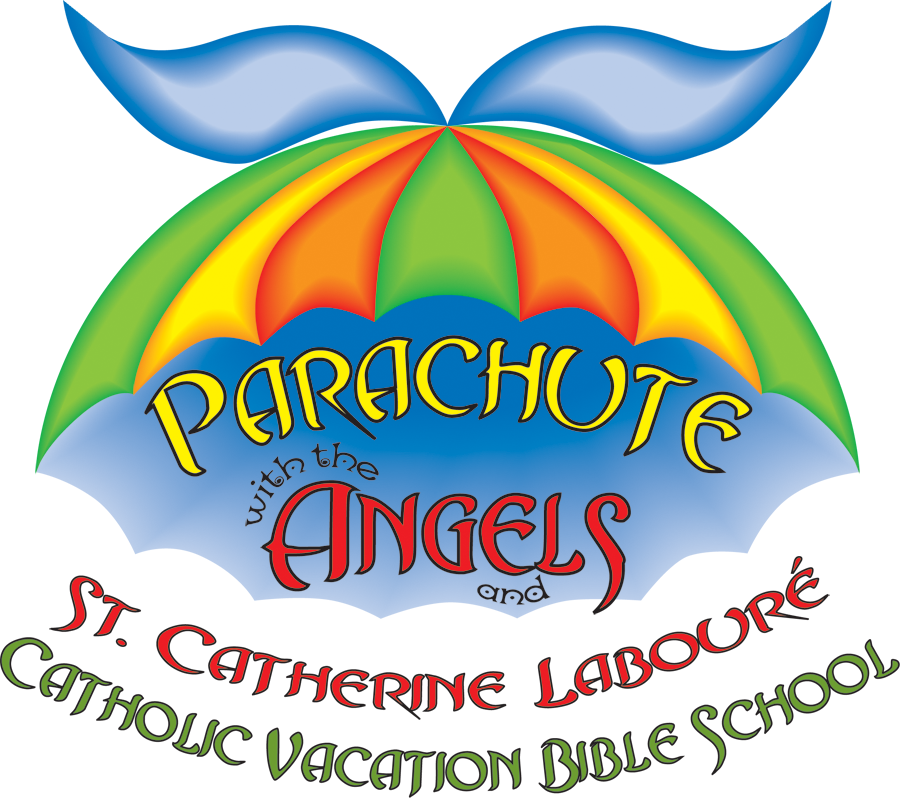 PARACHUTE
with the
ANGELS
and
ST. CATHERINE LABOURÉ
CATHOLIC VACATION BIBLE SCHOOL